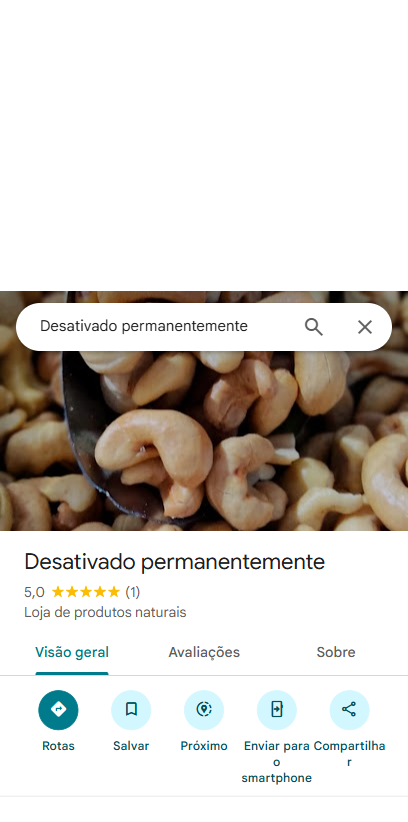 Desativado permanentemente
Desativado permanentemente
5,0 ★★★★★ (1)
Loja de produtos naturais
Visão geral Avaliações Sobre
Rotas Salvar Próximo Enviar para o smartphone Compartilhar